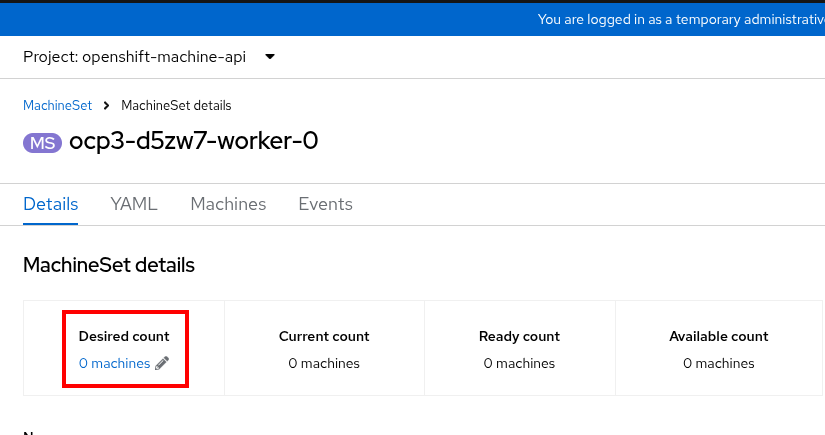 You are logged in as a temporary administrative
Project: openshift-machine-api
MachineSet > MachineSet details
MS ocp3-d5zw7-worker-0
Details YAML Machines Events
MachineSet details
Desired count Current count Ready count Available count
0 machines 0 machines 0 machines 0 machines